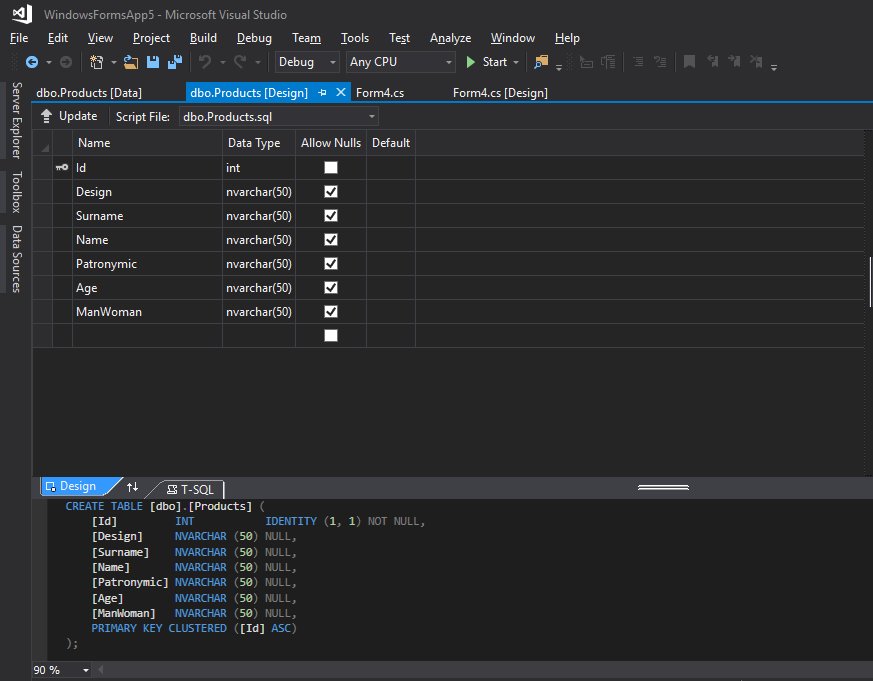 WindowsFormsApp5 - Microsoft Visual Studio
File Edit View Project Build Debug Team Tools Test Analyze Window Help
Debug Any CPU Start
Server Explorer
Toolbox
Data Sources
dbo.Products [Data] dbo.Products [Design] Form4.cs Form4.cs [Design]
Update Script File: dbo.Products.sql
Name Data Type Allow Nulls Default
Id int
Design nvarchar(50)
Surname nvarchar(50)
Name nvarchar(50)
Patronymic nvarchar(50)
Age nvarchar(50)
ManWoman nvarchar(50)
Design T-SQL
CREATE TABLE [dbo].[Products] (
[Id] INT IDENTITY (1, 1) NOT NULL,
[Design] NVARCHAR (50) NULL,
[Surname] NVARCHAR (50) NULL,
[Name] NVARCHAR (50) NULL,
[Patronymic] NVARCHAR (50) NULL,
[Age] NVARCHAR (50) NULL,
[ManWoman] NVARCHAR (50) NULL,
PRIMARY KEY CLUSTERED ([Id] ASC)
);
90 %